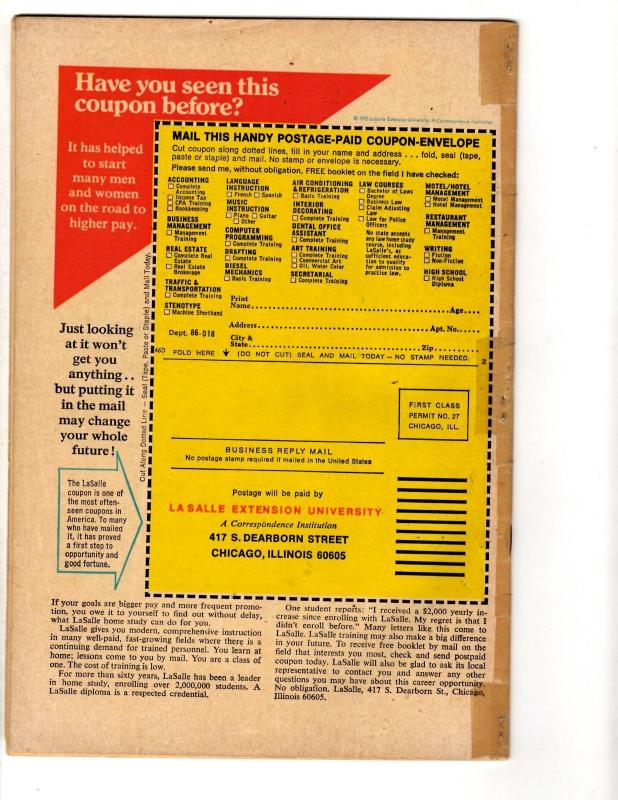 Have you seen this
coupon before?
© 1973 LaSalle Extension University, A Correspondence Institution
It has helped
to start
many men
and women
on the road to
higher pay.
MAIL THIS HANDY POSTAGE-PAID COUPON-ENVELOPE
Cut coupon along dotted lines, fill in your name and address . . . fold, seal (tape,
paste or staple) and mail. No stamp or envelope is necessary.
Please send me, without obligation, FREE booklet on the field I have checked:
ACCOUNTING
Complete
Accounting
Income Tax
CPA Training
Bookkeeping
BUSINESS
MANAGEMENT
Management
Training
REAL ESTATE
Complete Real
Estate
Real Estate
Brokerage
TRAFFIC &
TRANSPORTATION
Complete Training
STENOTYPE
Machine Shorthand
LANGUAGE
INSTRUCTION
French Spanish
MUSIC
INSTRUCTION
Piano Guitar
Other
COMPUTER
PROGRAMMING
Complete Training
DRAFTING
Complete Training
DIESEL
MECHANICS
Basic Training
AIR CONDITIONING
& REFRIGERATION
Basic Training
INTERIOR
DECORATING
Complete Training
DENTAL OFFICE
ASSISTANT
Complete Training
ART TRAINING
Complete Training
Commercial Art
Oil, Water Color
SECRETARIAL
Complete Training
LAW COURSES
Bachelor of Laws
Degree
Business Law
Claim Adjusting
Law
Law for Police
Officers
No state accepts
any law home study
course, including
LaSalle's, as
sufficient educa-
tion to qualify
for admission to
practice law.
MOTEL/HOTEL
MANAGEMENT
Motel Management
Hotel Management
RESTAURANT
MANAGEMENT
Management
Training
WRITING
Fiction
Non-Fiction
HIGH SCHOOL
High School
Diploma
Print
Name
Age
Address
Apt. No.
Dept. 86-018
City &
State
Zip
460 FOLD HERE (DO NOT CUT) SEAL AND MAIL TODAY – NO STAMP NEEDED. 2
Cut Along Dotted Line – Seal (Tape, Paste or Staple) and Mail Today.
Just looking
at it won't
get you
anything . .
but putting it
in the mail
may change
your whole
future!
FIRST CLASS
PERMIT NO. 27
CHICAGO, ILL.
BUSINESS REPLY MAIL
No postage stamp required if mailed in the United States
The LaSalle
coupon is one of
the most often-
seen coupons in
America. To many
who have mailed
it, it has proved
a first step to
opportunity and
good fortune.
Postage will be paid by
LA SALLE EXTENSION UNIVERSITY
A Correspondence Institution
417 S. DEARBORN STREET
CHICAGO, ILLINOIS 60605
If your goals are bigger pay and more frequent promo-
tion, you owe it to yourself to find out without delay,
what LaSalle home study can do for you.
LaSalle gives you modern, comprehensive instruction
in many well-paid, fast-growing fields where there is a
continuing demand for trained personnel. You learn at
home; lessons come to you by mail. You are a class of
one. The cost of training is low.
For more than sixty years, LaSalle has been a leader
in home study, enrolling over 2,000,000 students. A
LaSalle diploma is a respected credential.
One student reports: "I received a $2,000 yearly in-
crease since enrolling with LaSalle. My regret is that I
didn't enroll before." Many letters like this come to
LaSalle. LaSalle training may also make a big difference
in your future. To receive free booklet by mail on the
field that interests you most, check and send postpaid
coupon today. LaSalle will also be glad to ask its local
representative to contact you and answer any other
questions you may have about this career opportunity.
No obligation. LaSalle, 417 S. Dearborn St., Chicago,
Illinois 60605.